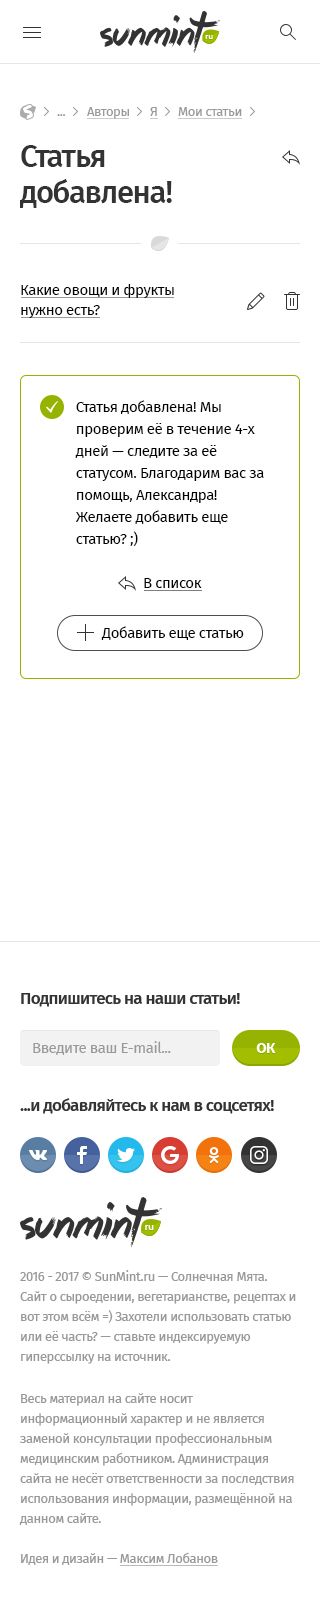 sunmint ru
... Авторы Я Мои статьи
Статья
добавлена!
Какие овощи и фрукты
нужно есть?
Статья добавлена! Мы
проверим её в течение 4-х
дней — следите за её
статусом. Благодарим вас за
помощь, Александра!
Желаете добавить еще
статью? ;)
В список
Добавить еще статью
Подпишитесь на наши статьи!
Введите ваш E-mail...
ОК
...и добавляйтесь к нам в соцсетях!
sunmint ru
2016 - 2017 © SunMint.ru — Солнечная Мята.
Сайт о сыроедении, вегетарианстве, рецептах и
вот этом всём =) Захотели использовать статью
или её часть? — ставьте индексируемую
гиперссылку на источник.
Весь материал на сайте носит
информационный характер и не является
заменой консультации профессиональным
медицинским работником. Администрация
сайта не несёт ответственности за последствия
использования информации, размещённой на
данном сайте.
Идея и дизайн — Максим Лобанов